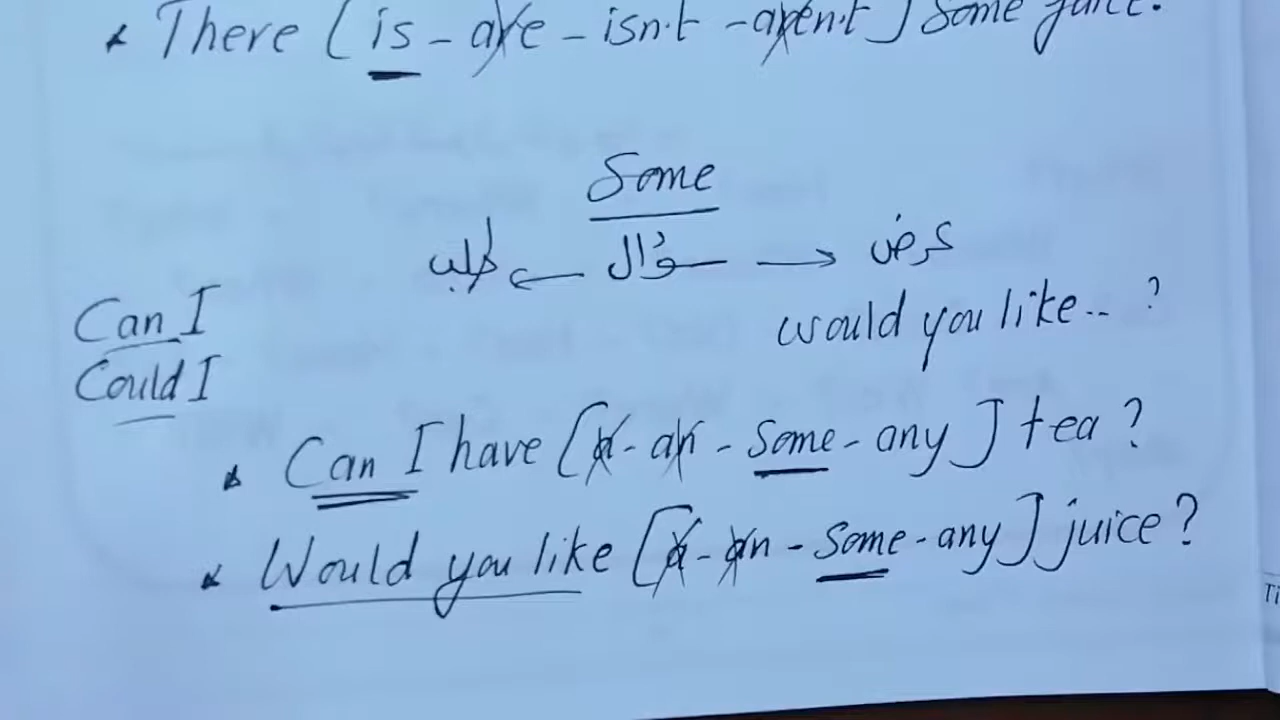 * There [is - are - isn't - aren't] some juice.
Some
طلب ← سؤال → عرض
Can I
would you like.. ?
Could I
* Can I have [a - an - some - any] tea?
* Would you like [a - an - some - any] juice?
Ti